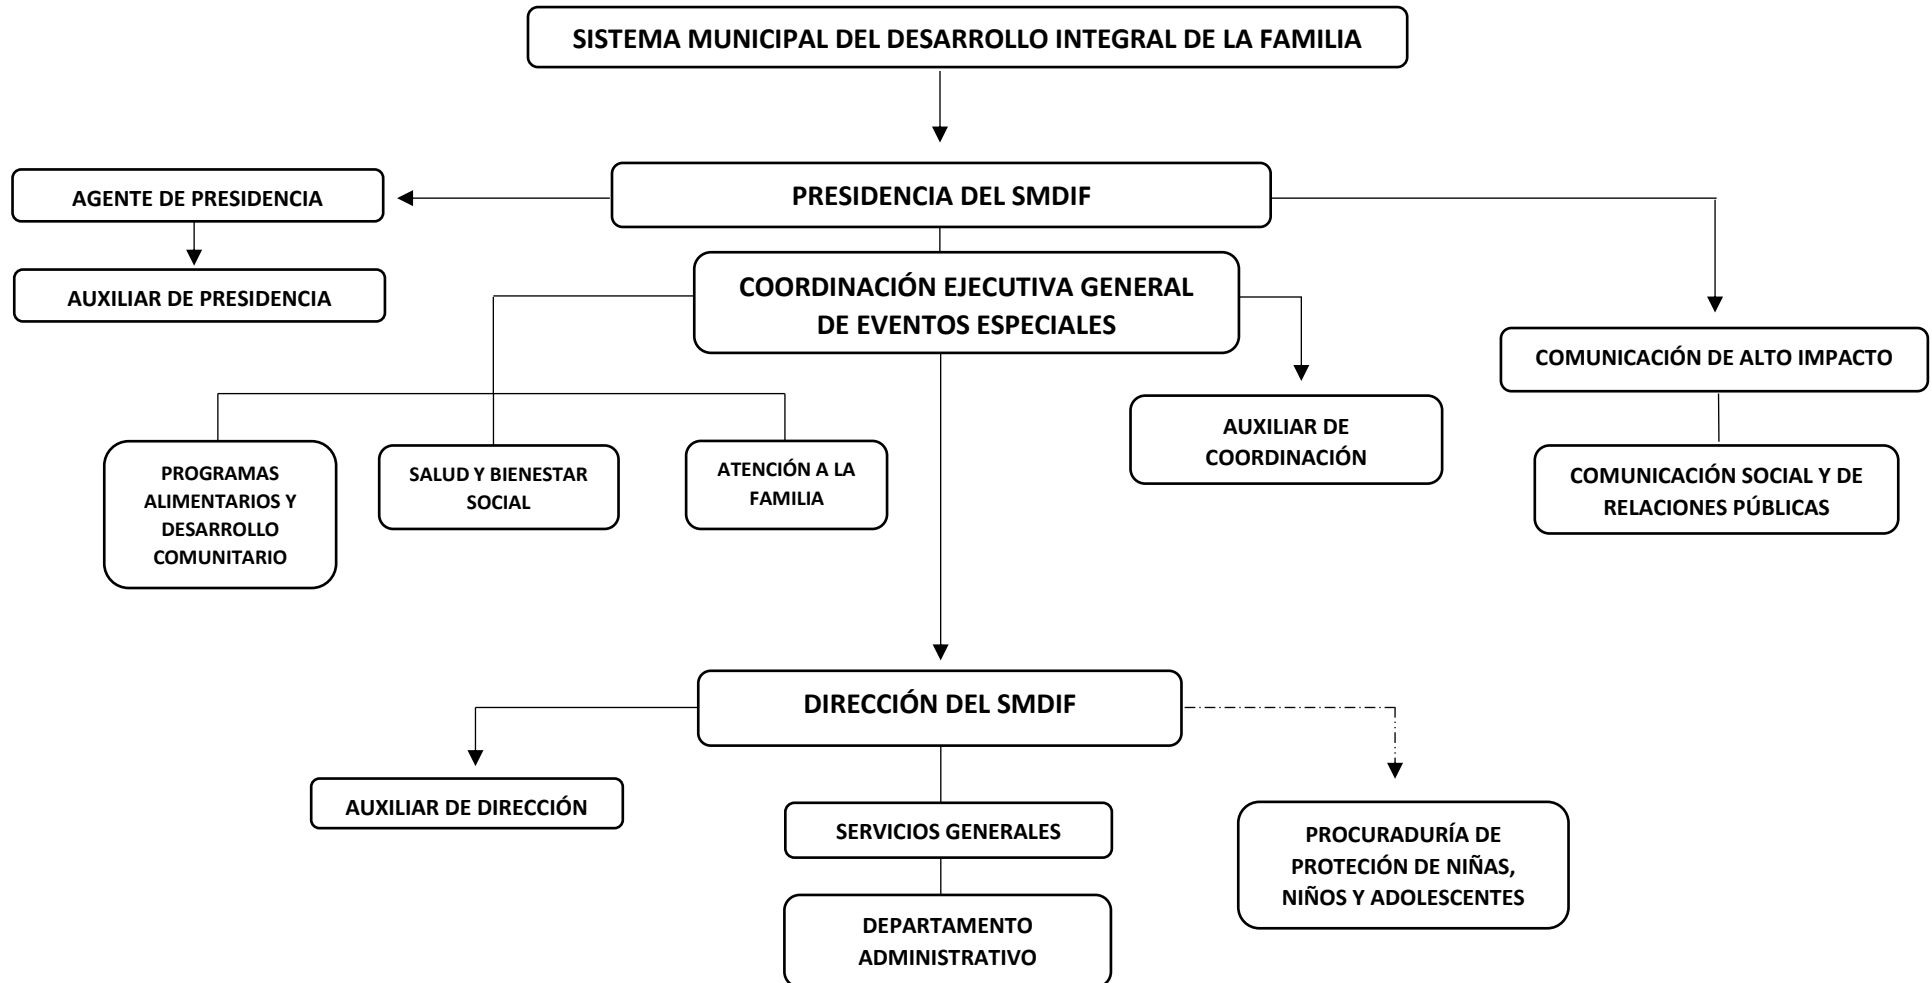 SISTEMA MUNICIPAL DEL DESARROLLO INTEGRAL DE LA FAMILIA
AGENTE DE PRESIDENCIA
PRESIDENCIA DEL SMDIF
AUXILIAR DE PRESIDENCIA
COORDINACIÓN EJECUTIVA GENERAL
DE EVENTOS ESPECIALES
COMUNICACIÓN DE ALTO IMPACTO
PROGRAMAS
ALIMENTARIOS Y
DESARROLLO
COMUNITARIO
SALUD Y BIENESTAR
SOCIAL
ATENCIÓN A LA
FAMILIA
AUXILIAR DE
COORDINACIÓN
COMUNICACIÓN SOCIAL Y DE
RELACIONES PÚBLICAS
DIRECCIÓN DEL SMDIF
AUXILIAR DE DIRECCIÓN
SERVICIOS GENERALES
PROCURADURÍA DE
PROTECIÓN DE NIÑAS,
NIÑOS Y ADOLESCENTES
DEPARTAMENTO
ADMINISTRATIVO